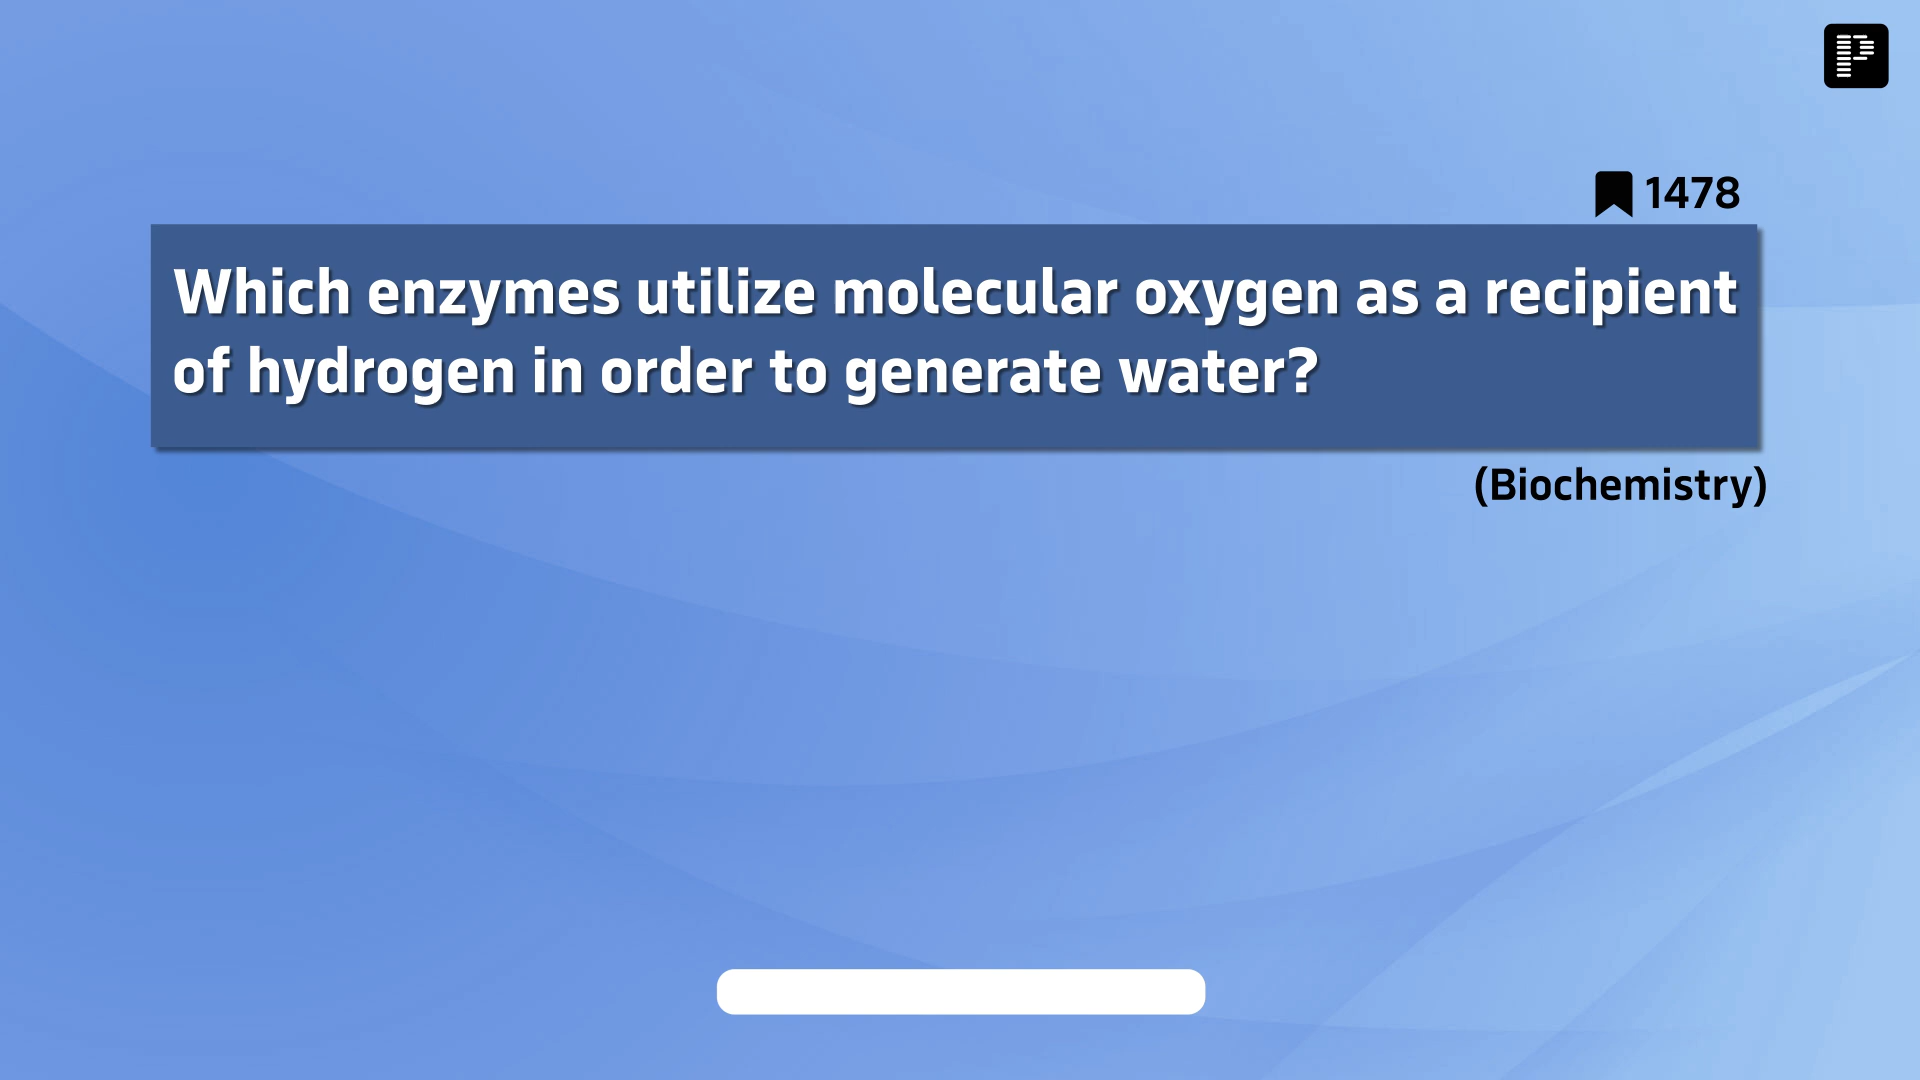 1478
Which enzymes utilize molecular oxygen as a recipient
of hydrogen in order to generate water?
(Biochemistry)